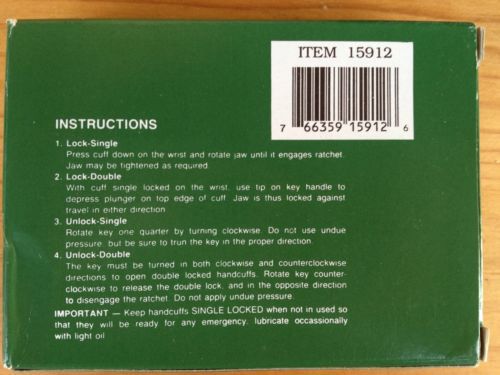 ITEM 15912
7 66359 15912 6
INSTRUCTIONS
1. Lock-Single
Press cuff down on the wrist and rotate jaw until it engages ratchet.
Jaw may be tightened as required.
2. Lock-Double
With cuff single locked on the wrist, use tip on key handle to
depress plunger on top edge of cuff. Jaw is thus locked against
travel in either direction.
3. Unlock-Single
Rotate key one quarter by turning clockwise. Do not use undue
pressure, but be sure to trun the key in the proper direction.
4. Unlock-Double
The key must be turned in both clockwise and counterclockwise
directions to open double locked handcuffs. Rotate key counter-
clockwise to release the double lock, and in the opposite direction
to disengage the ratchet. Do not apply undue pressure.
IMPORTANT — Keep handcuffs SINGLE LOCKED when not in used so
that they will be ready for any emergency, lubricate occassionally
with light oil.